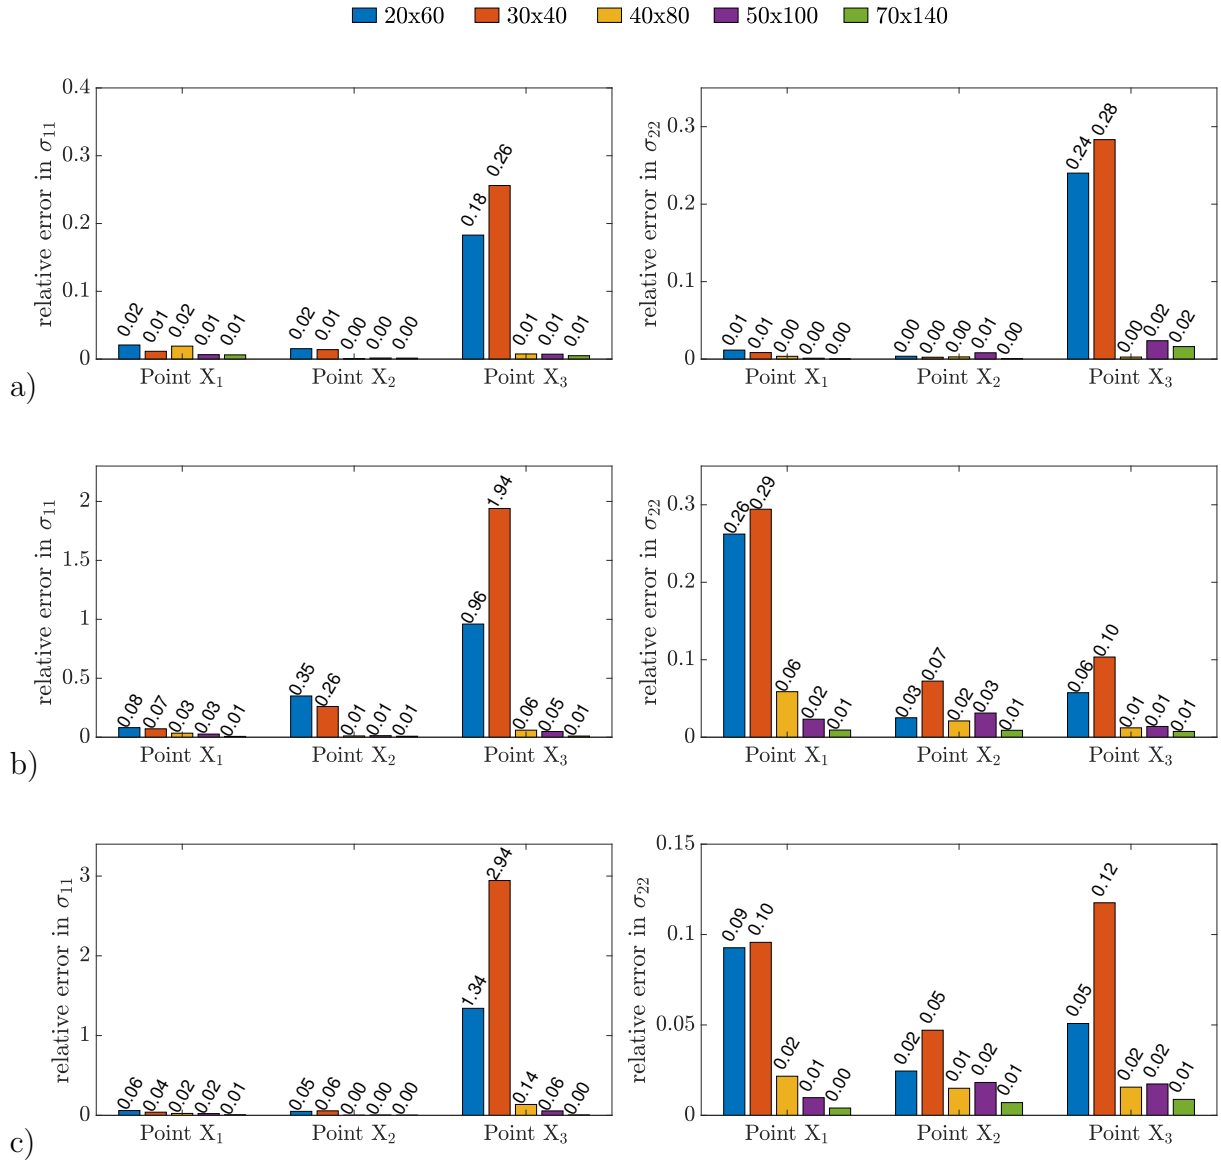 20x60 30x40 40x80 50x100 70x140
relative error in σ11
0.4
0.3
0.2
0.1
0
0.02 0.01 0.02 0.01 0.01
0.02 0.01 0.00 0.00 0.00
0.18 0.26 0.01 0.01 0.01
Point X1 Point X2 Point X3
relative error in σ22
0.3
0.2
0.1
0
0.01 0.01 0.00 0.00 0.00
0.00 0.00 0.00 0.01 0.00
0.24 0.28 0.00 0.02 0.02
Point X1 Point X2 Point X3
a)
relative error in σ11
2
1.5
1
0.5
0
0.08 0.07 0.03 0.03 0.01
0.35 0.26 0.01 0.01 0.01
0.96 1.94 0.06 0.05 0.01
Point X1 Point X2 Point X3
relative error in σ22
0.3
0.2
0.1
0
0.26 0.29 0.06 0.02 0.01
0.03 0.07 0.02 0.03 0.01
0.06 0.10 0.01 0.01 0.01
Point X1 Point X2 Point X3
b)
relative error in σ11
3
2
1
0
0.06 0.04 0.02 0.02 0.01
0.05 0.06 0.00 0.00 0.00
1.34 2.94 0.14 0.06 0.00
Point X1 Point X2 Point X3
relative error in σ22
0.15
0.1
0.05
0
0.09 0.10 0.02 0.01 0.00
0.02 0.05 0.01 0.02 0.01
0.05 0.12 0.02 0.02 0.01
Point X1 Point X2 Point X3
c)